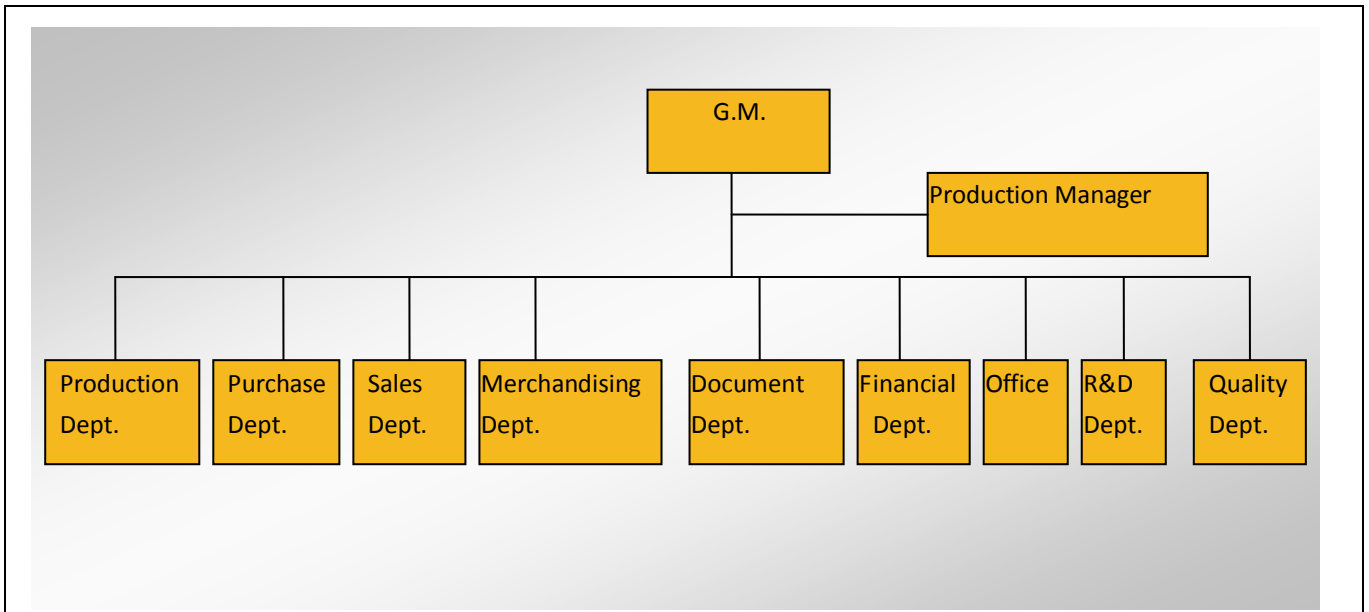 G.M.
Production Manager
Production
Dept.
Purchase
Dept.
Sales
Dept.
Merchandising
Dept.
Document
Dept.
Financial
Dept.
Office
R&D
Dept.
Quality
Dept.